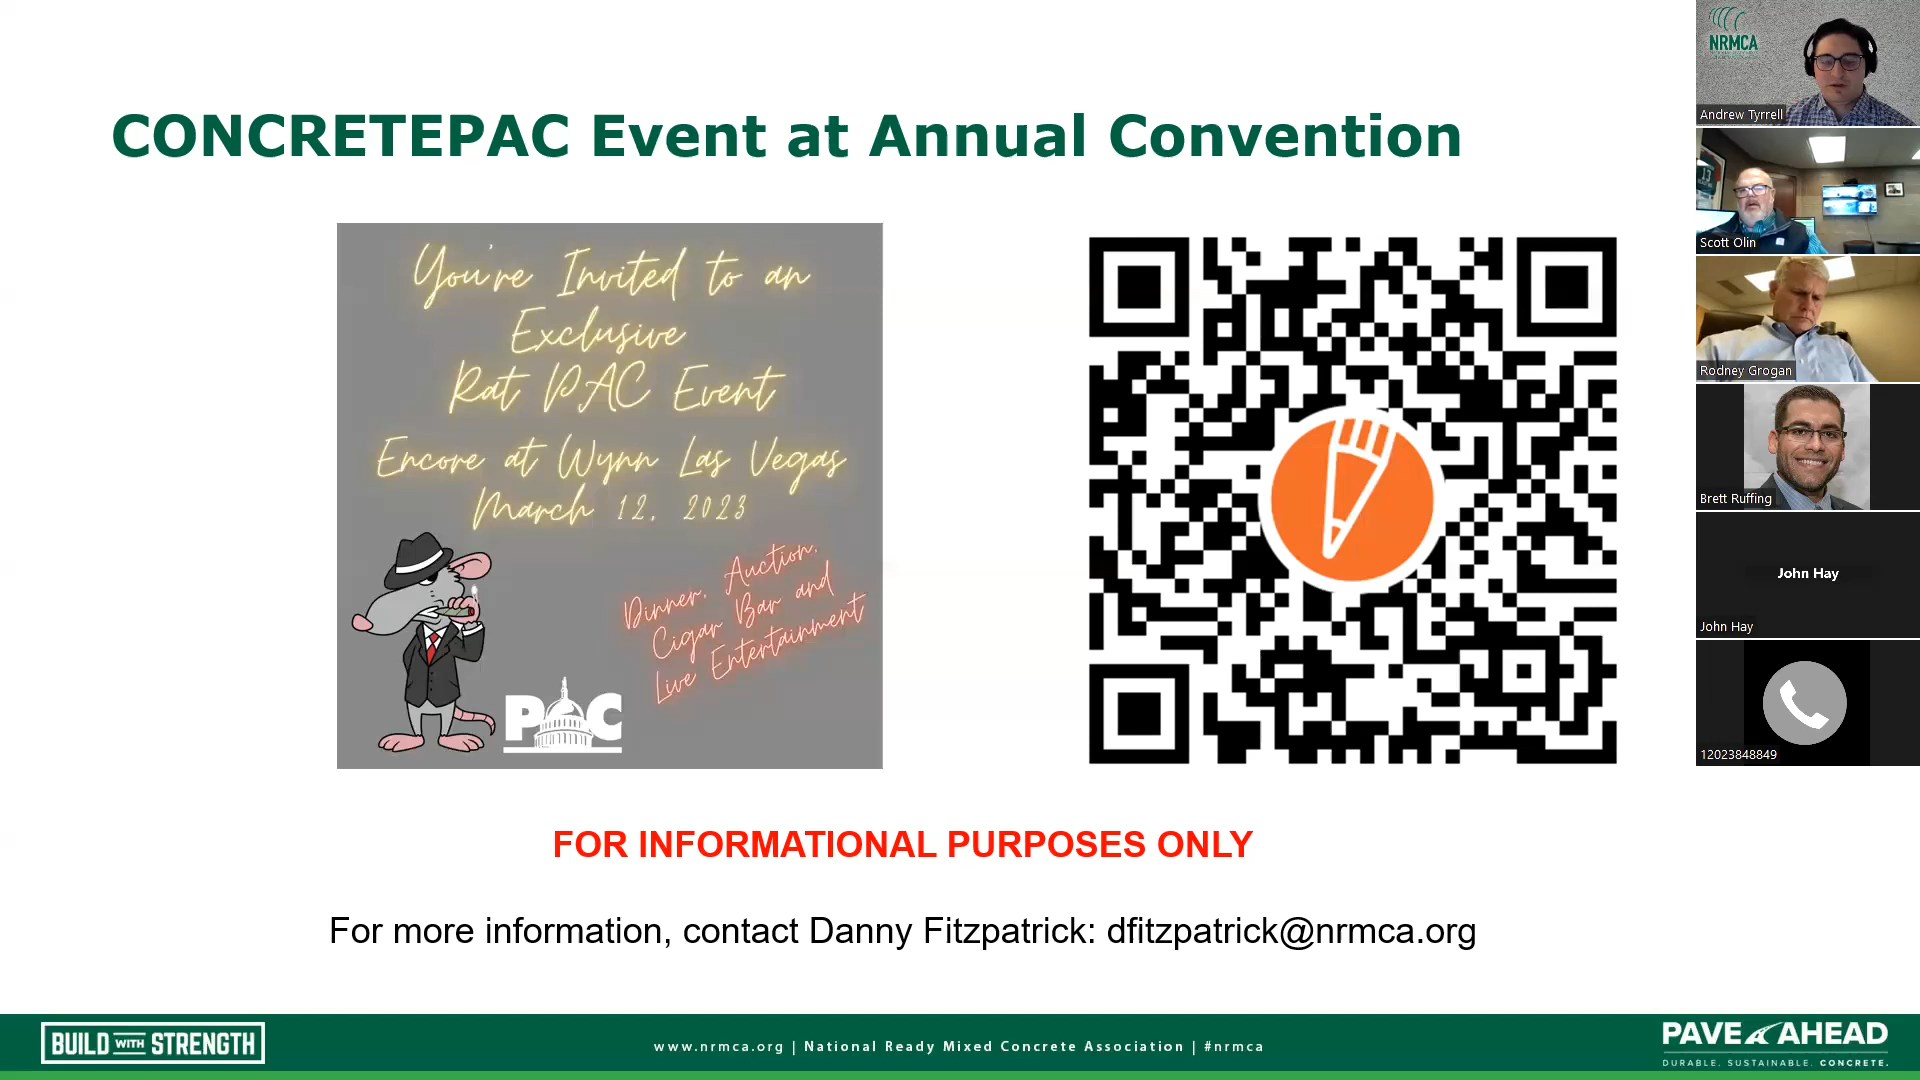 CONCRETEPAC Event at Annual Convention
You're Invited to an
Exclusive
Rat PAC Event
Encore at Wynn Las Vegas
March 12, 2023
Dinner, Auction,
Cigar Bar and
Live Entertainment
PAC
FOR INFORMATIONAL PURPOSES ONLY
For more information, contact Danny Fitzpatrick: dfitzpatrick@nrmca.org
BUILD WITH STRENGTH
www.nrmca.org | National Ready Mixed Concrete Association | #nrmca
PAVE AHEAD
DURABLE. SUSTAINABLE. CONCRETE.
NRMCA
Andrew Tyrrell
13
Scott Olin
Rodney Grogan
Brett Ruffing
John Hay
John Hay
12023848849